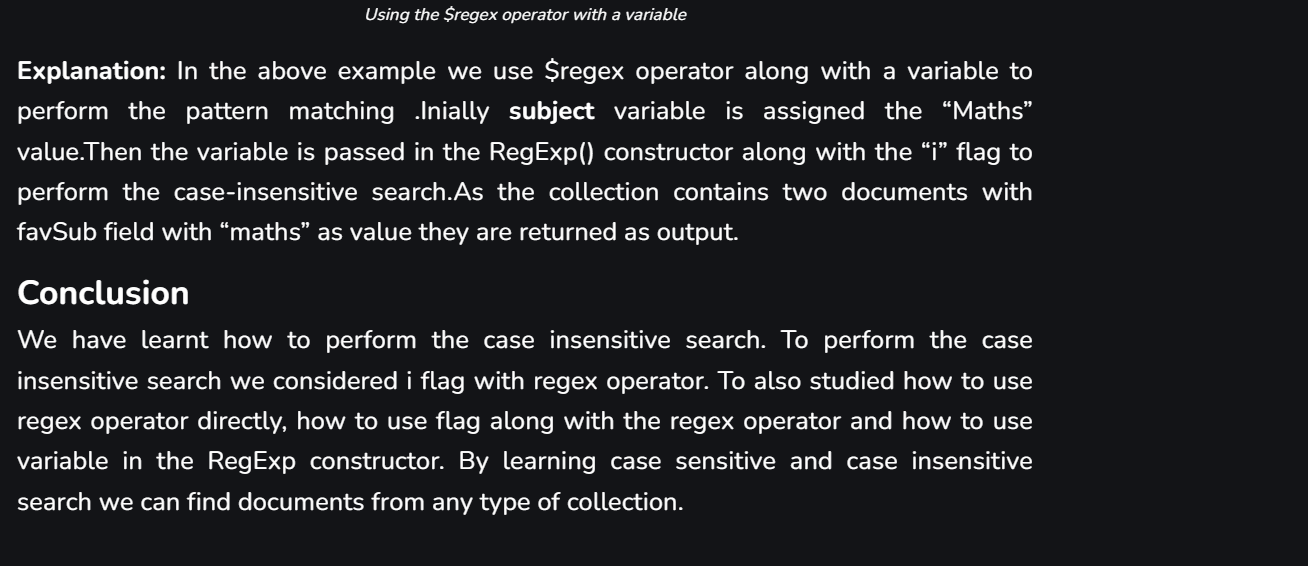 Using the $regex operator with a variable
Explanation: In the above example we use $regex operator along with a variable to
perform the pattern matching .Inially subject variable is assigned the “Maths”
value.Then the variable is passed in the RegExp() constructor along with the “i” flag to
perform the case-insensitive search.As the collection contains two documents with
favSub field with “maths” as value they are returned as output.
Conclusion
We have learnt how to perform the case insensitive search. To perform the case
insensitive search we considered i flag with regex operator. To also studied how to use
regex operator directly, how to use flag along with the regex operator and how to use
variable in the RegExp constructor. By learning case sensitive and case insensitive
search we can find documents from any type of collection.